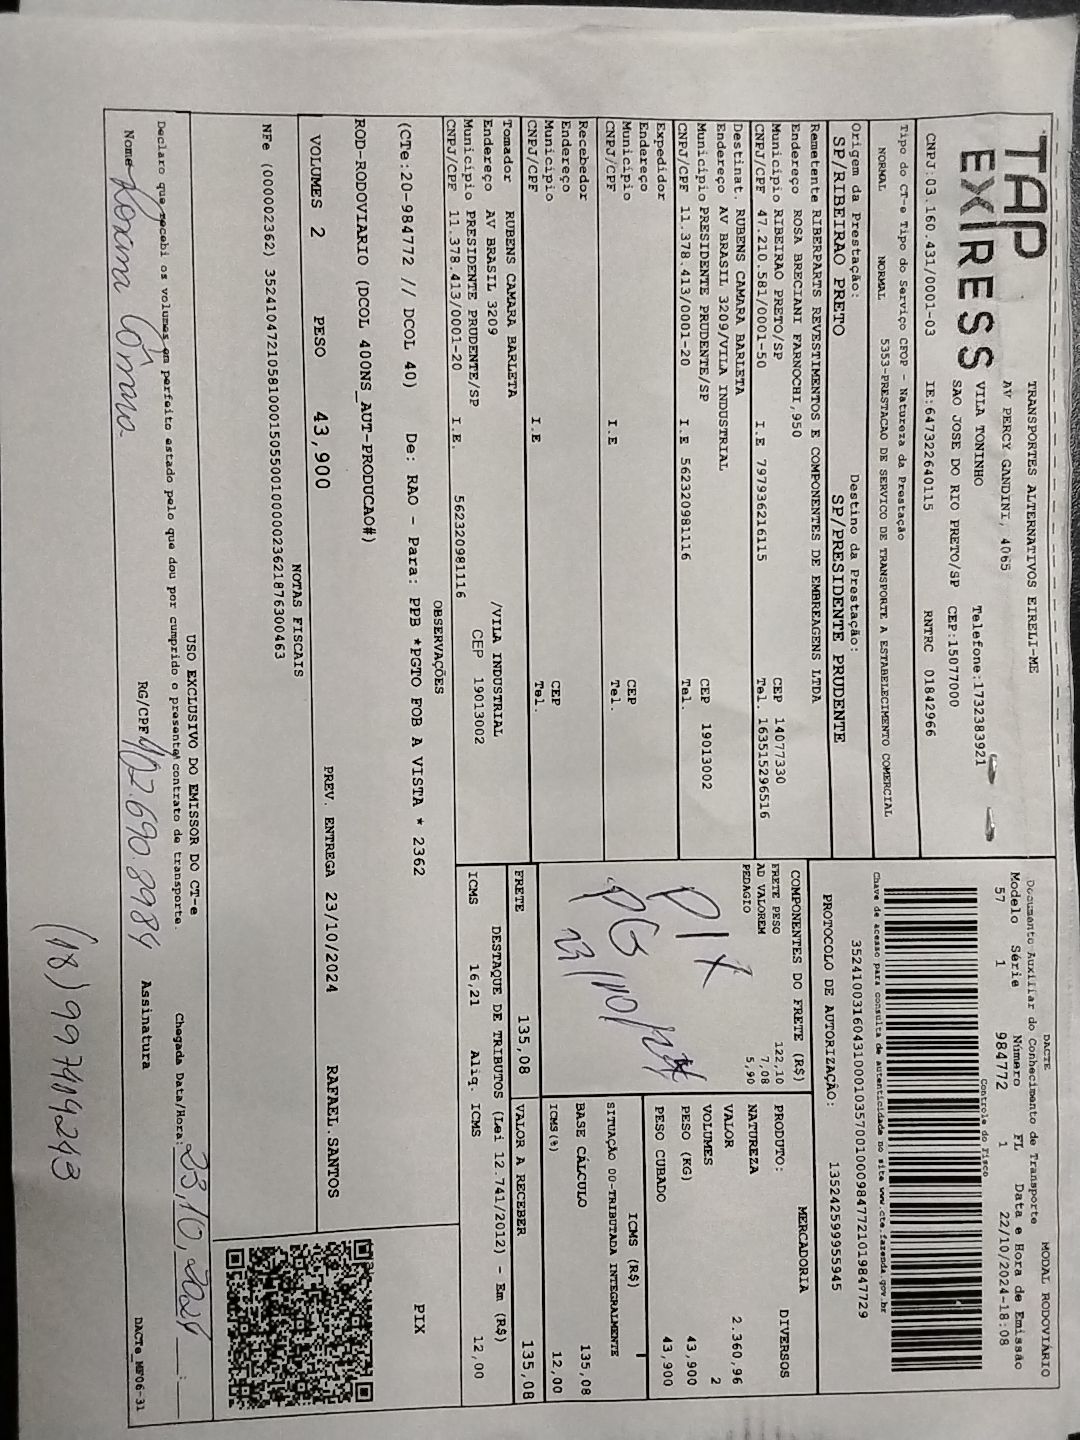 TAP
EXPRESS
TRANSPORTES ALTERNATIVOS EIRELI-ME
AV PERCY GANDINI, 4065
VILA TONINHO Telefone:1732383921
SAO JOSE DO RIO PRETO/SP CEP:15077000
CNPJ:03.160.431/0001-03 IE:647322640115 RNTRC 01842966
Tipo do CT-e Tipo do Serviço CFOP - Natureza da Prestação
NORMAL NORMAL 5353-PRESTACAO DE SERVICO DE TRANSPORTE A ESTABELECIMENTO COMERCIAL
Origem da Prestação: Destino da Prestação:
SP/RIBEIRAO PRETO SP/PRESIDENTE PRUDENTE
Remetente RIBERPARTS REVESTIMENTOS E COMPONENTES DE EMBREAGENS LTDA
Endereço ROSA BRECIANI FARNOCHI,950
Município RIBEIRAO PRETO/SP CEP 14077330
CNPJ/CPF 47.210.581/0001-50 I.E 797936216115 Tel. 163515296516
Destinat. RUBENS CAMARA BARLETA
Endereço AV BRASIL 3209/VILA INDUSTRIAL
Município PRESIDENTE PRUDENTE/SP CEP 19013002
CNPJ/CPF 11.378.413/0001-20 I.E 562320981116 Tel.
Expedidor
Endereço
Município CEP
CNPJ/CPF I.E Tel.
Recebedor
Endereço
Município CEP
CNPJ/CPF I.E Tel.
Tomador RUBENS CAMARA BARLETA
Endereço AV BRASIL 3209 /VILA INDUSTRIAL
Município PRESIDENTE PRUDENTE/SP CEP 19013002
CNPJ/CPF 11.378.413/0001-20 I.E. 562320981116
DACTE MODAL RODOVIÁRIO
Documento Auxiliar do Conhecimento de Transporte
Modelo Série Número FL Data e Hora de Emissão
57 1 984772 1 22/10/2024-18:08
Controle do Fisco
Chave de acesso para consulta de autenticidade no site www.cte.fazenda.gov.br
35241003160431000103570010009847721019847729
PROTOCOLO DE AUTORIZAÇÃO: 135242599955945
COMPONENTES DO FRETE (R$)
FRETE PESO 122,10
AD VALOREM 7,08
PEDAGIO 5,90
PIX
PG
23/10/24
MERCADORIA
PRODUTO: DIVERSOS
NATUREZA
VALOR 2.360,96
VOLUMES 2
PESO (KG) 43,900
PESO CUBADO 43,900
ICMS (R$)
SITUAÇÃO 00-TRIBUTADA INTEGRALMENTE
BASE CÁLCULO 135,08
ICMS(%) 12,00
FRETE 135,08 VALOR A RECEBER 135,08
DESTAQUE DE TRIBUTOS (Lei 12.741/2012) - Em (R$)
ICMS 16,21 Aliq. ICMS 12,00
OBSERVAÇÕES
(CTe:20-984772 // DCOL 40) De: RAO - Para: PPB *PGTO FOB A VISTA * 2362
ROD-RODOVIARIO (DCOL 400NS_AUT-PRODUCAO#)
PIX
VOLUMES 2 PESO 43,900 PREV. ENTREGA 23/10/2024 RAFAEL.SANTOS
NOTAS FISCAIS
NFe (000002362) 35241047210581000150550010000023621876300463
USO EXCLUSIVO DO EMISSOR DO CT-e
Declaro que recebi os volumes em perfeito estado pelo que dou por cumprido o presente contrato de transporte. Chegada Data/Hora: 23,10,2024 __:__
Nome Rosana Câmara RG/CPF 402.690.8984 Assinatura DACTe_MF06-31
(18) 997419243